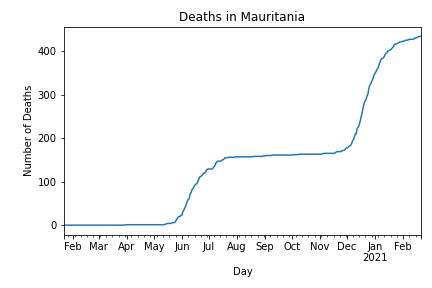 Deaths in Mauritania
Number of Deaths
400
300
200
100
0
Feb Mar Apr May Jun Jul Aug Sep Oct Nov Dec Jan Feb
2021
Day